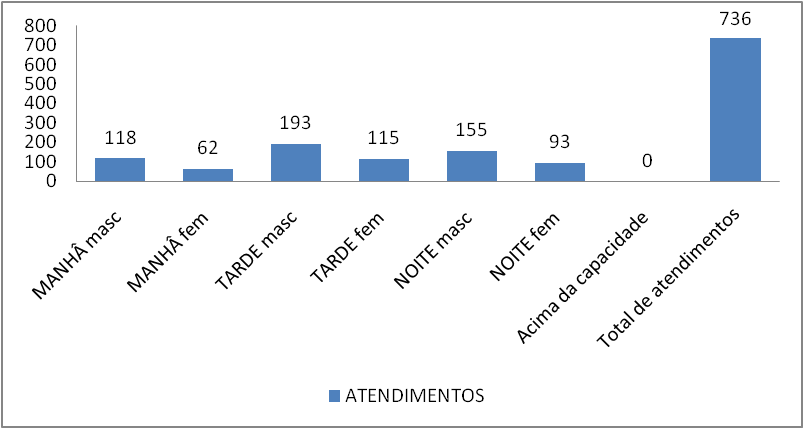 800
700
600
500
400
300
200
100
0
118
62
193
115
155
93
0
736
MANHÂ masc
MANHÂ fem
TARDE masc
TARDE fem
NOITE masc
NOITE fem
Acima da capacidade
Total de atendimentos
ATENDIMENTOS